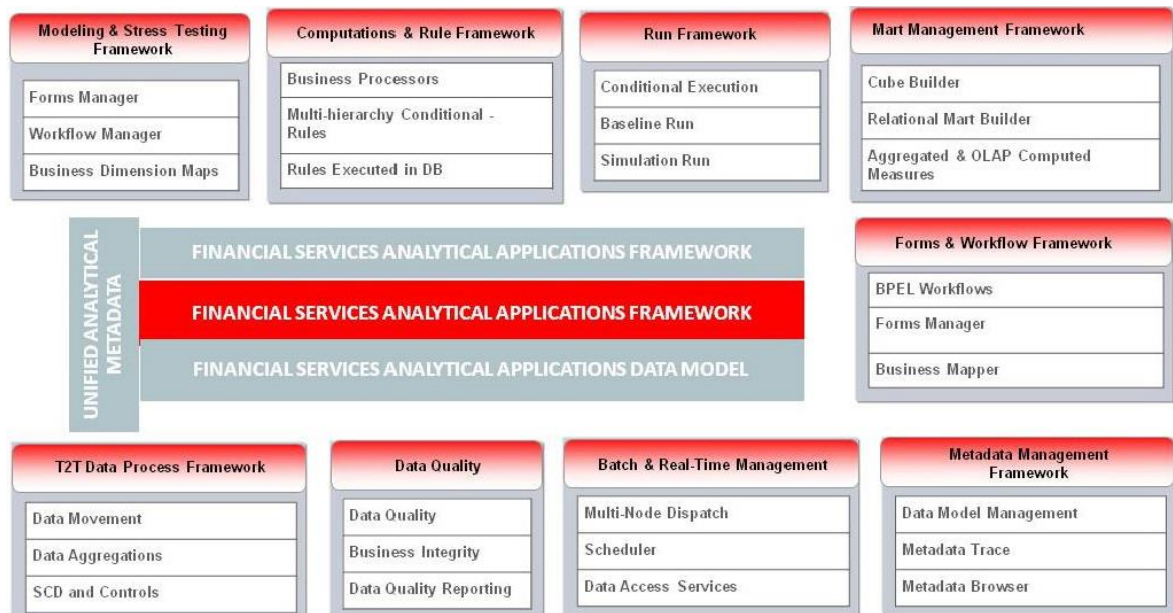 Modeling & Stress Testing
Framework
Forms Manager
Workflow Manager
Business Dimension Maps
Computations & Rule Framework
Business Processors
Multi-hierarchy Conditional -
Rules
Rules Executed in DB
Run Framework
Conditional Execution
Baseline Run
Simulation Run
Mart Management Framework
Cube Builder
Relational Mart Builder
Aggregated & OLAP Computed
Measures
UNIFIED ANALYTICAL
METADATA
FINANCIAL SERVICES ANALYTICAL APPLICATIONS FRAMEWORK
FINANCIAL SERVICES ANALYTICAL APPLICATIONS FRAMEWORK
FINANCIAL SERVICES ANALYTICAL APPLICATIONS DATA MODEL
Forms & Workflow Framework
BPEL Workflows
Forms Manager
Business Mapper
T2T Data Process Framework
Data Movement
Data Aggregations
SCD and Controls
Data Quality
Data Quality
Business Integrity
Data Quality Reporting
Batch & Real-Time Management
Multi-Node Dispatch
Scheduler
Data Access Services
Metadata Management
Framework
Data Model Management
Metadata Trace
Metadata Browser